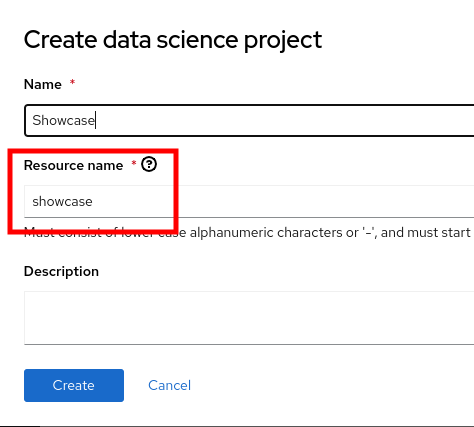 Create data science project
Name *
Showcase
Resource name * ?
showcase
Must consist of lower case alphanumeric characters or '-', and must start
Description
Create Cancel